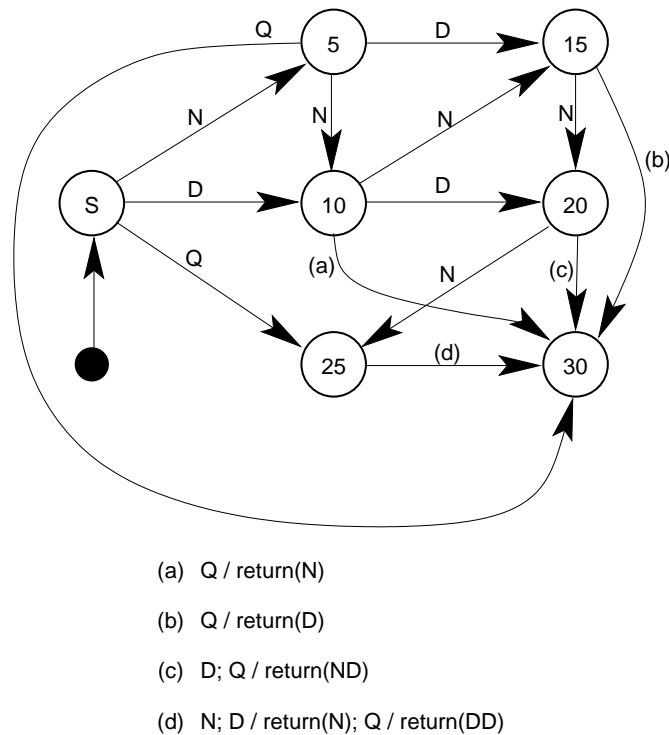 Q
5
D
15
N
N
N
N
(b)
S
D
10
D
20
Q
(a)
N
(c)
25
(d)
30
(a) Q / return(N)
(b) Q / return(D)
(c) D; Q / return(ND)
(d) N; D / return(N); Q / return(DD)